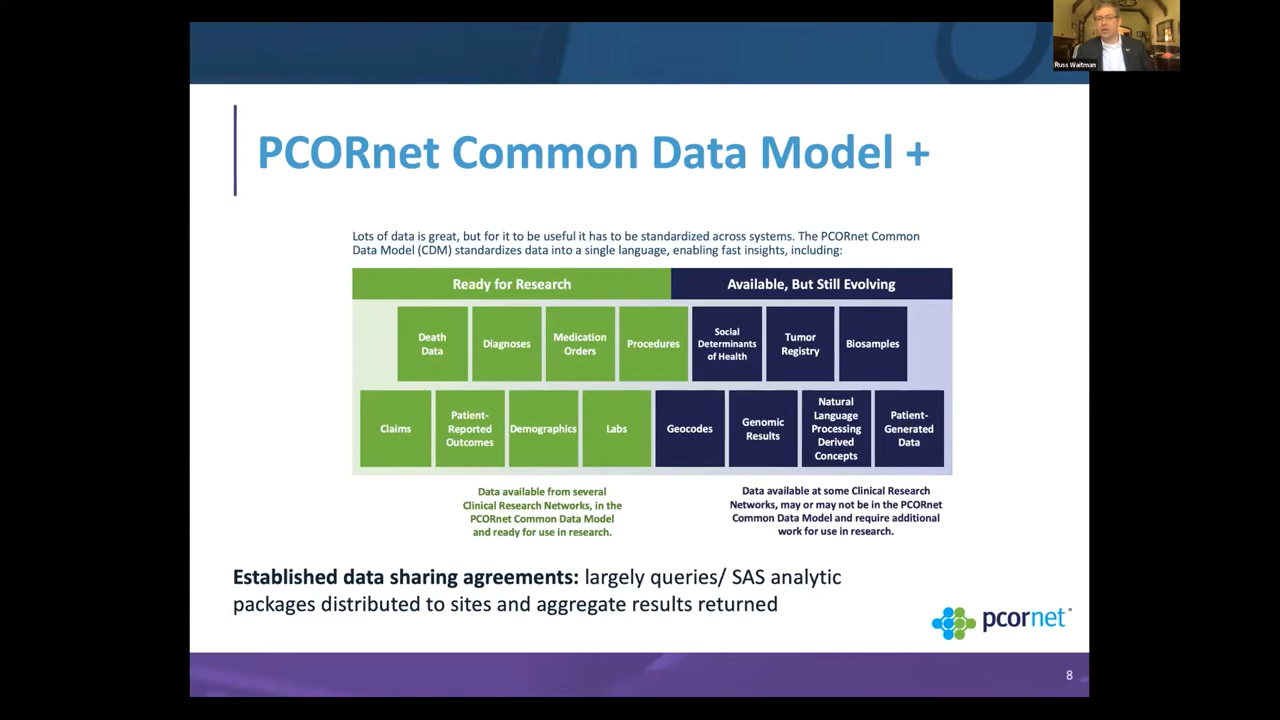 Russ Waitman
PCORnet Common Data Model +
Lots of data is great, but for it to be useful it has to be standardized across systems. The PCORnet Common
Data Model (CDM) standardizes data into a single language, enabling fast insights, including:
Ready for Research
Available, But Still Evolving
Death
Data
Diagnoses
Medication
Orders
Procedures
Social
Determinants
of Health
Tumor
Registry
Biosamples
Claims
Patient-
Reported
Outcomes
Demographics
Labs
Geocodes
Genomic
Results
Natural
Language
Processing
Derived
Concepts
Patient-
Generated
Data
Data available from several
Clinical Research Networks, in the
PCORnet Common Data Model
and ready for use in research.
Data available at some Clinical Research
Networks, may or may not be in the PCORnet
Common Data Model and require additional
work for use in research.
Established data sharing agreements: largely queries/ SAS analytic
packages distributed to sites and aggregate results returned
pcornet
8